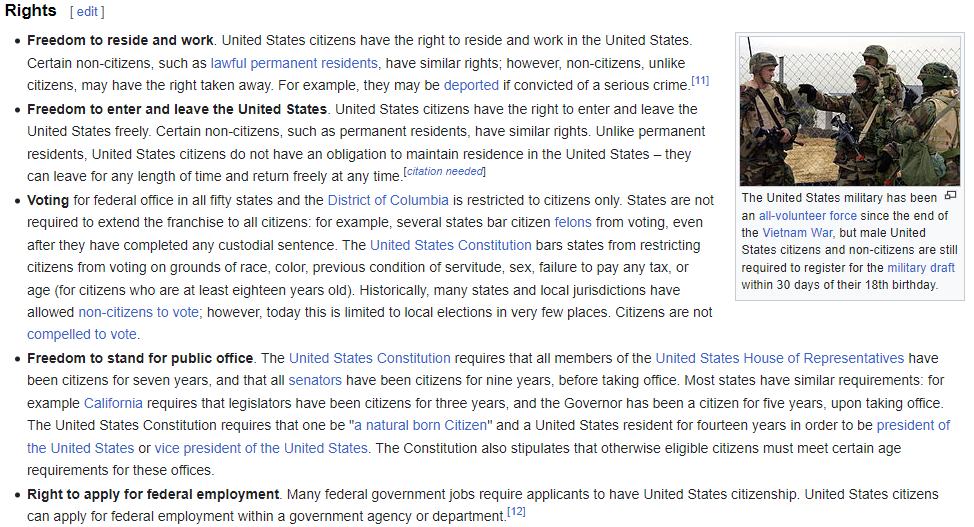 Rights [ edit ]
• Freedom to reside and work. United States citizens have the right to reside and work in the United States.
Certain non-citizens, such as lawful permanent residents, have similar rights; however, non-citizens, unlike
citizens, may have the right taken away. For example, they may be deported if convicted of a serious crime.[11]
• Freedom to enter and leave the United States. United States citizens have the right to enter and leave the
United States freely. Certain non-citizens, such as permanent residents, have similar rights. Unlike permanent
residents, United States citizens do not have an obligation to maintain residence in the United States – they
can leave for any length of time and return freely at any time.[citation needed]
• Voting for federal office in all fifty states and the District of Columbia is restricted to citizens only. States are not
required to extend the franchise to all citizens: for example, several states bar citizen felons from voting, even
after they have completed any custodial sentence. The United States Constitution bars states from restricting
citizens from voting on grounds of race, color, previous condition of servitude, sex, failure to pay any tax, or
age (for citizens who are at least eighteen years old). Historically, many states and local jurisdictions have
allowed non-citizens to vote; however, today this is limited to local elections in very few places. Citizens are not
compelled to vote.
• Freedom to stand for public office. The United States Constitution requires that all members of the United States House of Representatives have
been citizens for seven years, and that all senators have been citizens for nine years, before taking office. Most states have similar requirements: for
example California requires that legislators have been citizens for three years, and the Governor has been a citizen for five years, upon taking office.
The United States Constitution requires that one be "a natural born Citizen" and a United States resident for fourteen years in order to be president of
the United States or vice president of the United States. The Constitution also stipulates that otherwise eligible citizens must meet certain age
requirements for these offices.
• Right to apply for federal employment. Many federal government jobs require applicants to have United States citizenship. United States citizens
can apply for federal employment within a government agency or department.[12]
The United States military has been
an all-volunteer force since the end of
the Vietnam War, but male United
States citizens and non-citizens are still
required to register for the military draft
within 30 days of their 18th birthday.